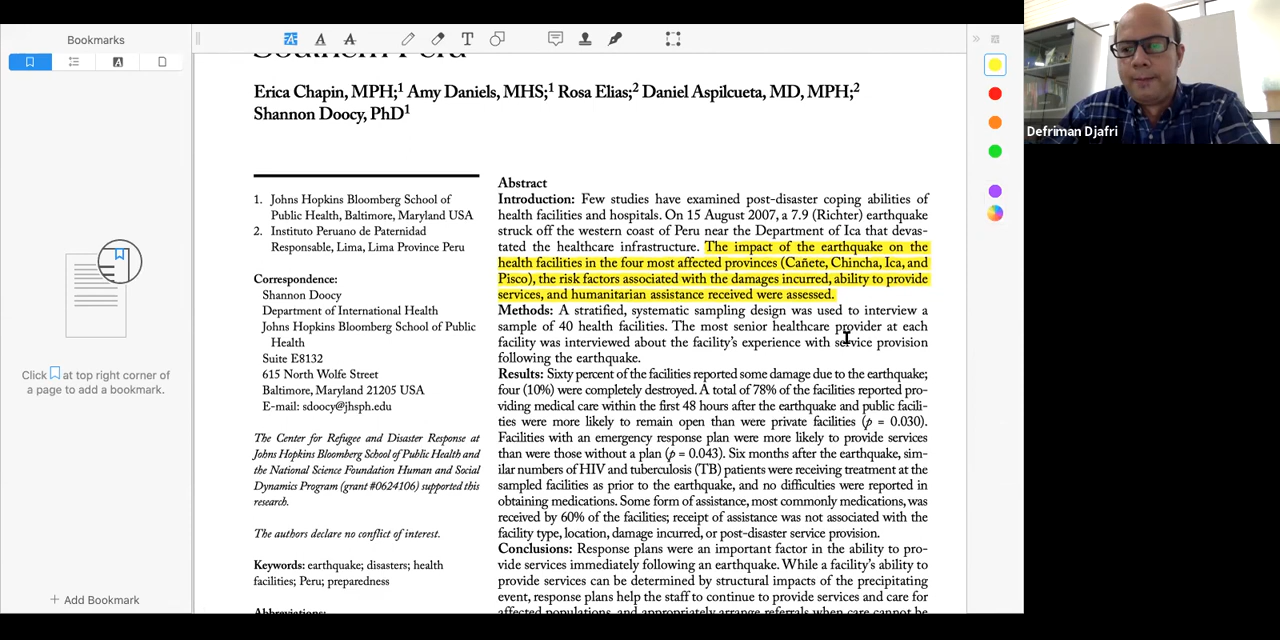 Bookmarks
Click at top right corner of
a page to add a bookmark.
+ Add Bookmark
Southern Peru
Erica Chapin, MPH;1 Amy Daniels, MHS;1 Rosa Elias;2 Daniel Aspilcueta, MD, MPH;2
Shannon Doocy, PhD1
1. Johns Hopkins Bloomberg School of
Public Health, Baltimore, Maryland USA
2. Instituto Peruano de Paternidad
Responsable, Lima, Lima Province Peru
Correspondence:
Shannon Doocy
Department of International Health
Johns Hopkins Bloomberg School of Public
Health
Suite E8132
615 North Wolfe Street
Baltimore, Maryland 21205 USA
E-mail: sdoocy@jhsph.edu
The Center for Refugee and Disaster Response at
Johns Hopkins Bloomberg School of Public Health and
the National Science Foundation Human and Social
Dynamics Program (grant #0624106) supported this
research.
The authors declare no conflict of interest.
Keywords: earthquake; disasters; health
facilities; Peru; preparedness
Abbreviations:
Abstract
Introduction: Few studies have examined post-disaster coping abilities of
health facilities and hospitals. On 15 August 2007, a 7.9 (Richter) earthquake
struck off the western coast of Peru near the Department of Ica that devas-
tated the healthcare infrastructure. The impact of the earthquake on the
health facilities in the four most affected provinces (Cañete, Chincha, Ica, and
Pisco), the risk factors associated with the damages incurred, ability to provide
services, and humanitarian assistance received were assessed.
Methods: A stratified, systematic sampling design was used to interview a
sample of 40 health facilities. The most senior healthcare provider at each
facility was interviewed about the facility's experience with service provision
following the earthquake.
Results: Sixty percent of the facilities reported some damage due to the earthquake;
four (10%) were completely destroyed. A total of 78% of the facilities reported pro-
viding medical care within the first 48 hours after the earthquake and public facili-
ties were more likely to remain open than were private facilities (p = 0.030).
Facilities with an emergency response plan were more likely to provide services
than were those without a plan (p = 0.043). Six months after the earthquake, sim-
ilar numbers of HIV and tuberculosis (TB) patients were receiving treatment at the
sampled facilities as prior to the earthquake, and no difficulties were reported in
obtaining medications. Some form of assistance, most commonly medications, was
received by 60% of the facilities; receipt of assistance was not associated with the
facility type, location, damage incurred, or post-disaster service provision.
Conclusions: Response plans were an important factor in the ability to pro-
vide services immediately following an earthquake. While a facility's ability to
provide services can be determined by structural impacts of the precipitating
event, response plans help the staff to continue to provide services and care for
affected populations, and appropriately arrange referrals when care cannot be
Defriman Djafri